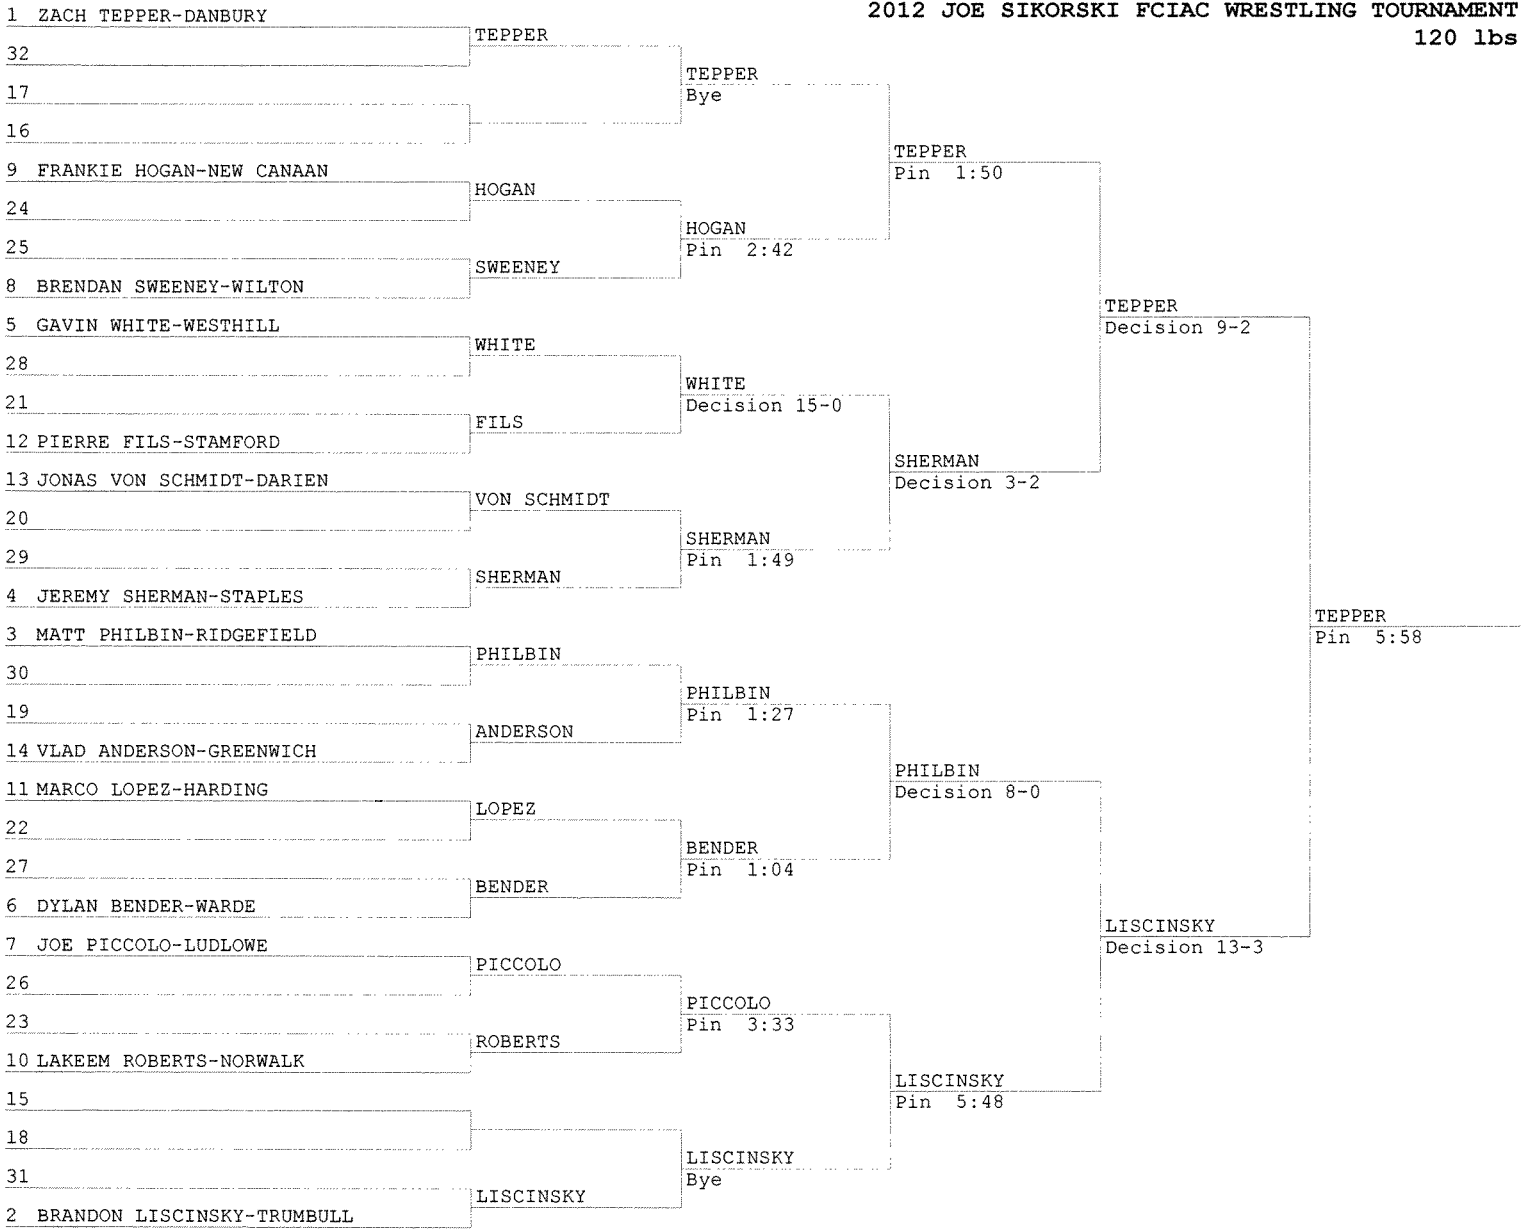 2012 JOE SIKORSKI FCIAC WRESTLING TOURNAMENT
120 lbs
1 ZACH TEPPER-DANBURY
32
17
16
9 FRANKIE HOGAN-NEW CANAAN
24
25
8 BRENDAN SWEENEY-WILTON
5 GAVIN WHITE-WESTHILL
28
21
12 PIERRE FILS-STAMFORD
13 JONAS VON SCHMIDT-DARIEN
20
29
4 JEREMY SHERMAN-STAPLES
3 MATT PHILBIN-RIDGEFIELD
30
19
14 VLAD ANDERSON-GREENWICH
11 MARCO LOPEZ-HARDING
22
27
6 DYLAN BENDER-WARDE
7 JOE PICCOLO-LUDLOWE
26
23
10 LAKEEM ROBERTS-NORWALK
15
18
31
2 BRANDON LISCINSKY-TRUMBULL
TEPPER
HOGAN
SWEENEY
WHITE
FILS
VON SCHMIDT
SHERMAN
PHILBIN
ANDERSON
LOPEZ
BENDER
PICCOLO
ROBERTS
LISCINSKY
TEPPER
Bye
HOGAN
Pin 2:42
WHITE
Decision 15-0
SHERMAN
Pin 1:49
PHILBIN
Pin 1:27
BENDER
Pin 1:04
PICCOLO
Pin 3:33
LISCINSKY
Bye
TEPPER
Pin 1:50
SHERMAN
Decision 3-2
PHILBIN
Decision 8-0
LISCINSKY
Pin 5:48
TEPPER
Decision 9-2
LISCINSKY
Decision 13-3
TEPPER
Pin 5:58